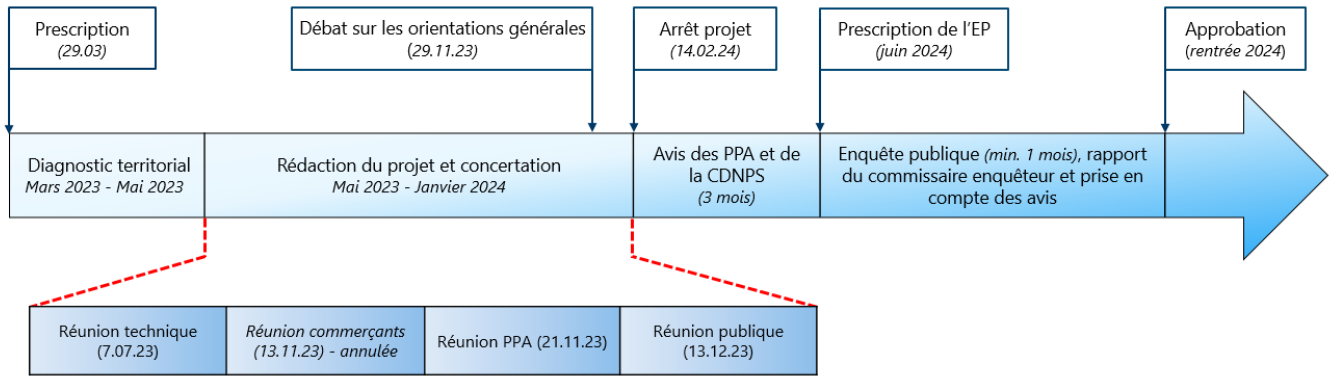 Prescription
(29.03)
Débat sur les orientations générales
(29.11.23)
Arrêt projet
(14.02.24)
Prescription de l’EP
(juin 2024)
Approbation
(rentrée 2024)
Diagnostic territorial
Mars 2023 - Mai 2023
Rédaction du projet et concertation
Mai 2023 - Janvier 2024
Avis des PPA et de
la CDNPS
(3 mois)
Enquête publique (min. 1 mois), rapport
du commissaire enquêteur et prise en
compte des avis
Réunion technique
(7.07.23)
Réunion commerçants
(13.11.23) - annulée
Réunion PPA (21.11.23)
Réunion publique
(13.12.23)